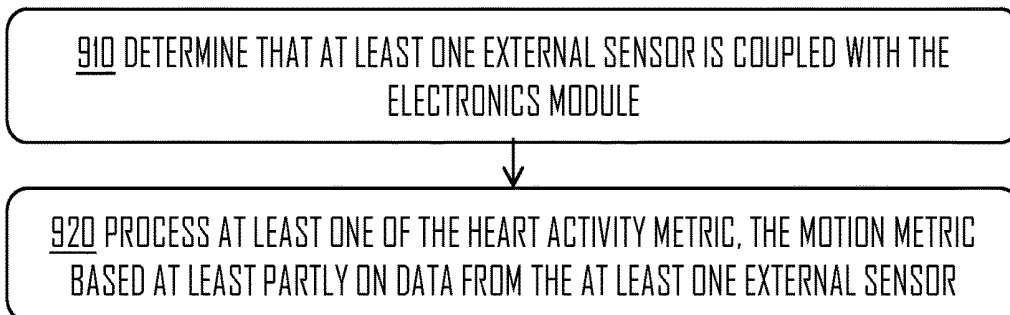 910 DETERMINE THAT AT LEAST ONE EXTERNAL SENSOR IS COUPLED WITH THE
ELECTRONICS MODULE
920 PROCESS AT LEAST ONE OF THE HEART ACTIVITY METRIC, THE MOTION METRIC
BASED AT LEAST PARTLY ON DATA FROM THE AT LEAST ONE EXTERNAL SENSOR